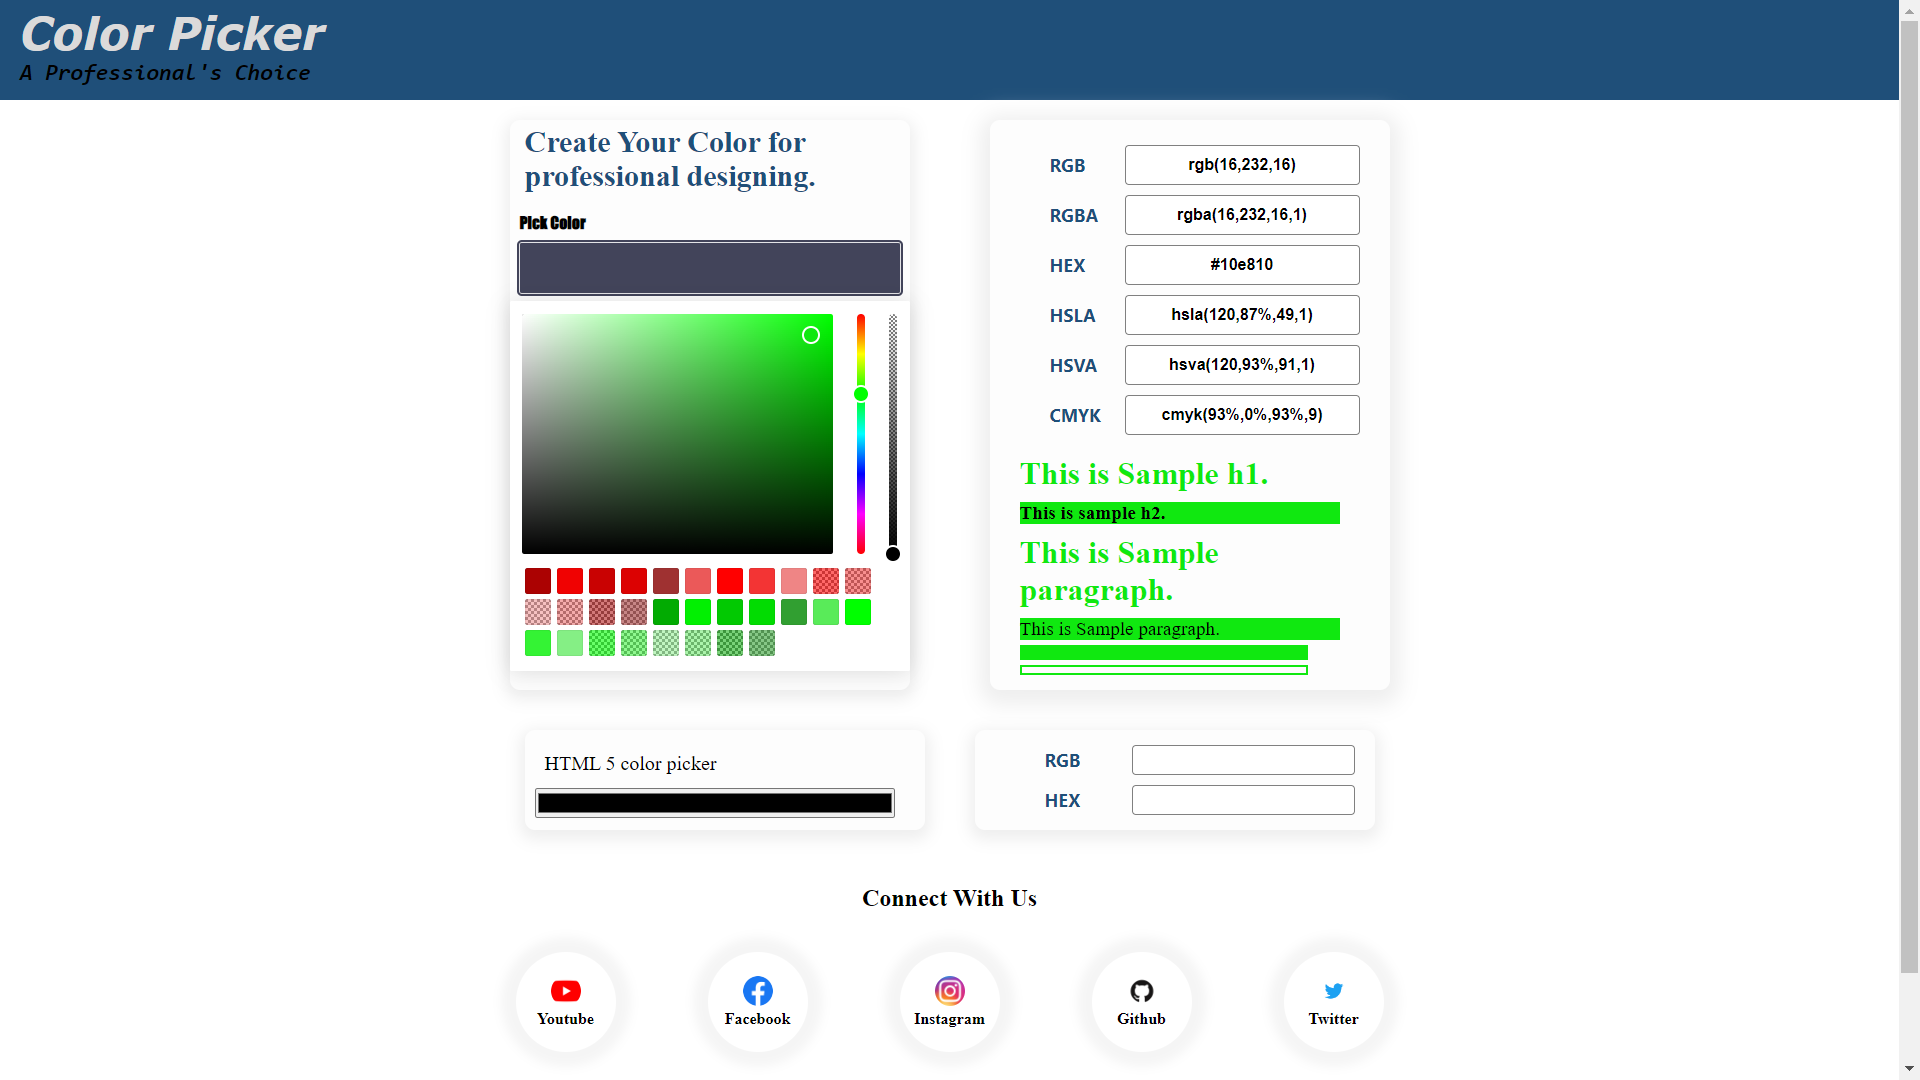 Color Picker
A Professional's Choice
Create Your Color for
professional designing.
Pick Color
RGB
rgb(16,232,16)
RGBA
rgba(16,232,16,1)
HEX
#10e810
HSLA
hsla(120,87%,49,1)
HSVA
hsva(120,93%,91,1)
CMYK
cmyk(93%,0%,93%,9)
This is Sample h1.
This is sample h2.
This is Sample
paragraph.
This is Sample paragraph.
HTML 5 color picker
RGB
HEX
Connect With Us
Youtube
Facebook
Instagram
Github
Twitter